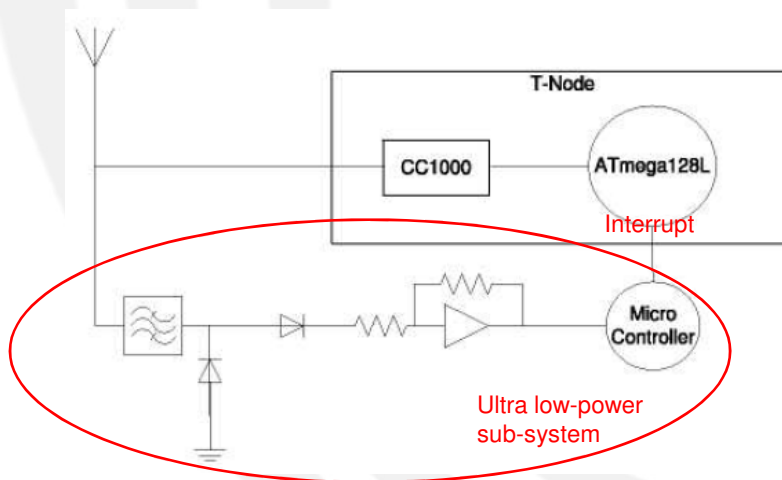 T-Node
CC1000
ATmega128L
Interrupt
Micro
Controller
Ultra low-power
sub-system